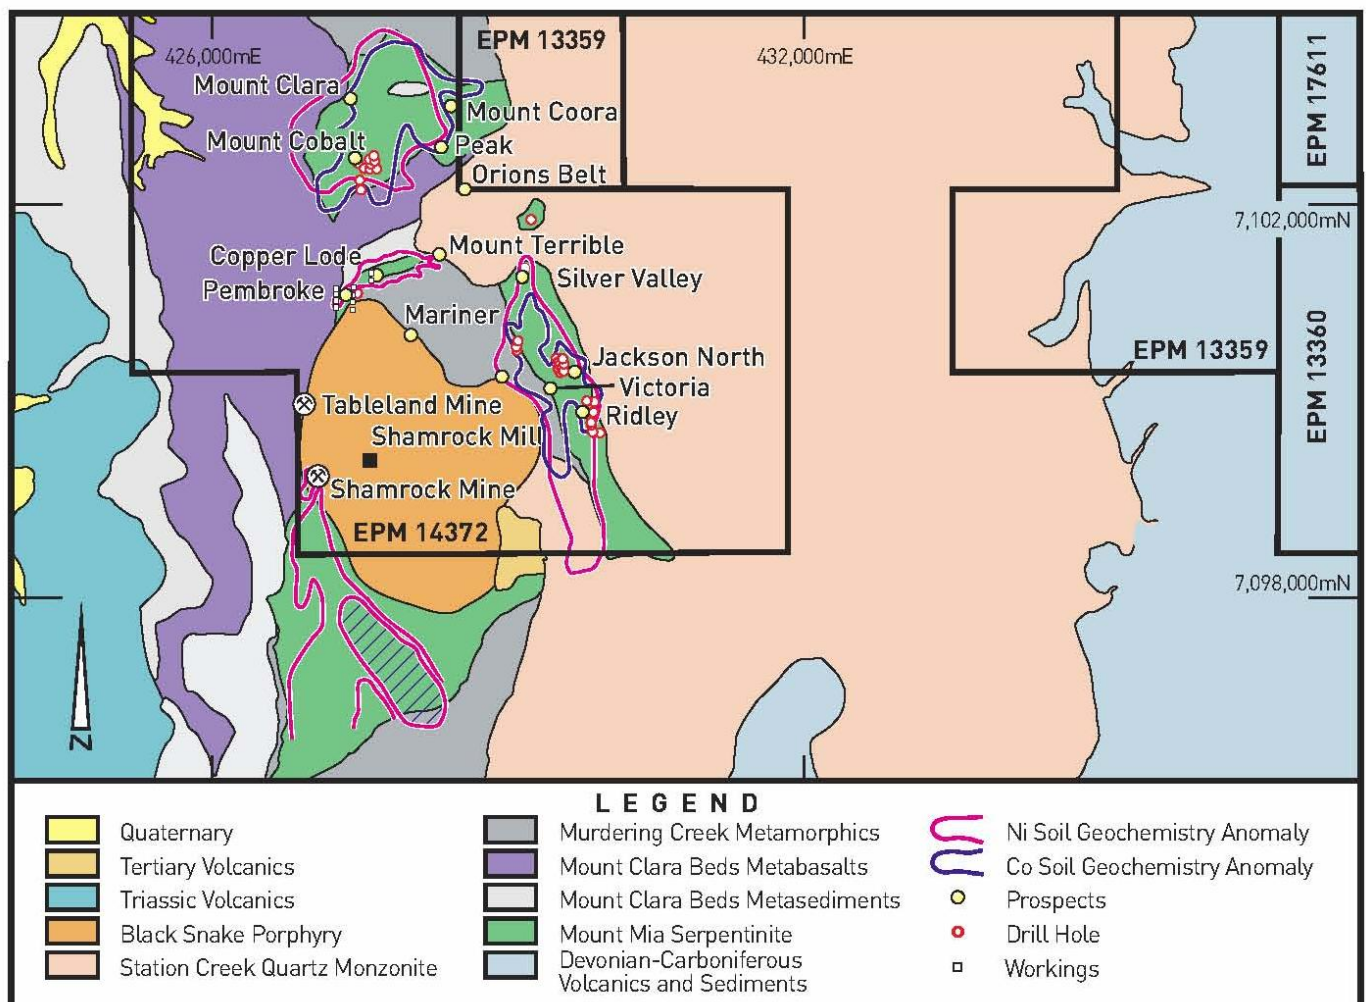 EPM 13359
EPM 17611
426,000mE
432,000mE
Mount Clara
Mount Coora
Mount Cobalt
Peak
Orions Belt
7,102,000mN
Mount Terrible
Copper Lode
Silver Valley
Pembroke
Mariner
EPM 13359
EPM 13360
Jackson North
Victoria
Tableland Mine
Ridley
Shamrock Mill
Shamrock Mine
EPM 14372
7,098,000mN
N
LEGEND
Quaternary
Tertiary Volcanics
Triassic Volcanics
Black Snake Porphyry
Station Creek Quartz Monzonite
Murdering Creek Metamorphics
Mount Clara Beds Metabasalts
Mount Clara Beds Metasediments
Mount Mia Serpentinite
Devonian-Carboniferous
Volcanics and Sediments
Ni Soil Geochemistry Anomaly
Co Soil Geochemistry Anomaly
Prospects
Drill Hole
Workings